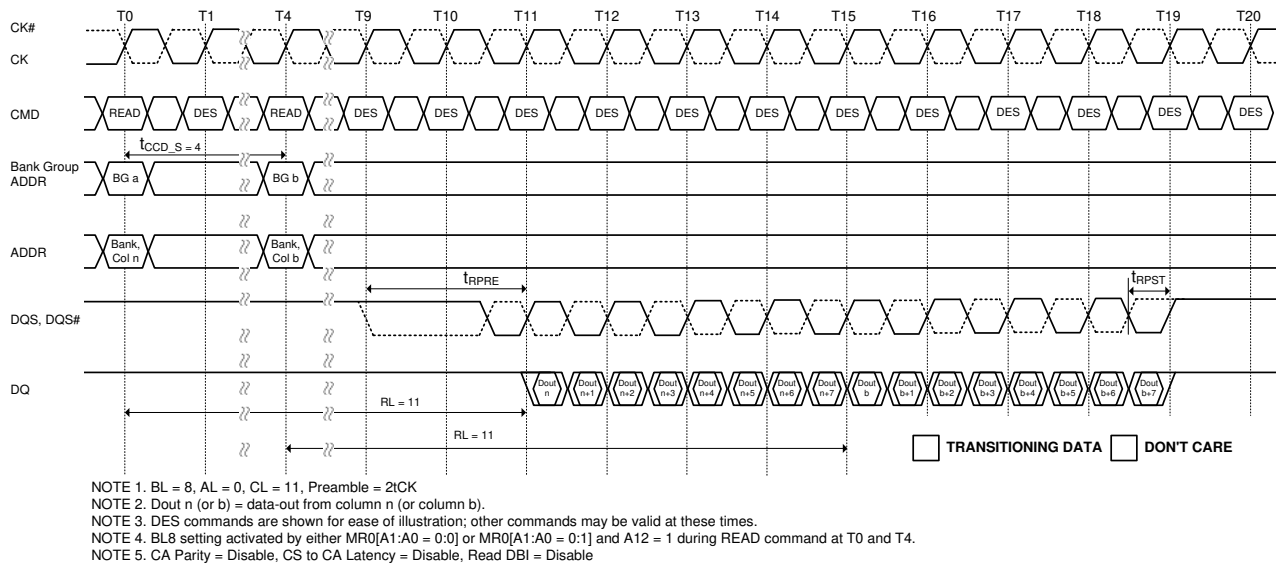 T0 T1 T4 T9 T10 T11 T12 T13 T14 T15 T16 T17 T18 T19 T20
CK#
CK
CMD READ DES READ DES DES DES DES DES DES DES DES DES DES DES DES
tCCD_S = 4
Bank Group
ADDR
BG a BG b
ADDR
Bank, Bank,
Col n Col b
tRPRE tRPST
DQS, DQS#
DQ
Dout Dout Dout Dout Dout Dout Dout Dout Dout Dout Dout Dout Dout Dout Dout Dout
n n+1 n+2 n+3 n+4 n+5 n+6 n+7 b b+1 b+2 b+3 b+4 b+5 b+6 b+7
RL = 11
RL = 11
TRANSITIONING DATA DON'T CARE
NOTE 1. BL = 8, AL = 0, CL = 11, Preamble = 2tCK
NOTE 2. Dout n (or b) = data-out from column n (or column b).
NOTE 3. DES commands are shown for ease of illustration; other commands may be valid at these times.
NOTE 4. BL8 setting activated by either MR0[A1:A0 = 0:0] or MR0[A1:A0 = 0:1] and A12 = 1 during READ command at T0 and T4.
NOTE 5. CA Parity = Disable, CS to CA Latency = Disable, Read DBI = Disable